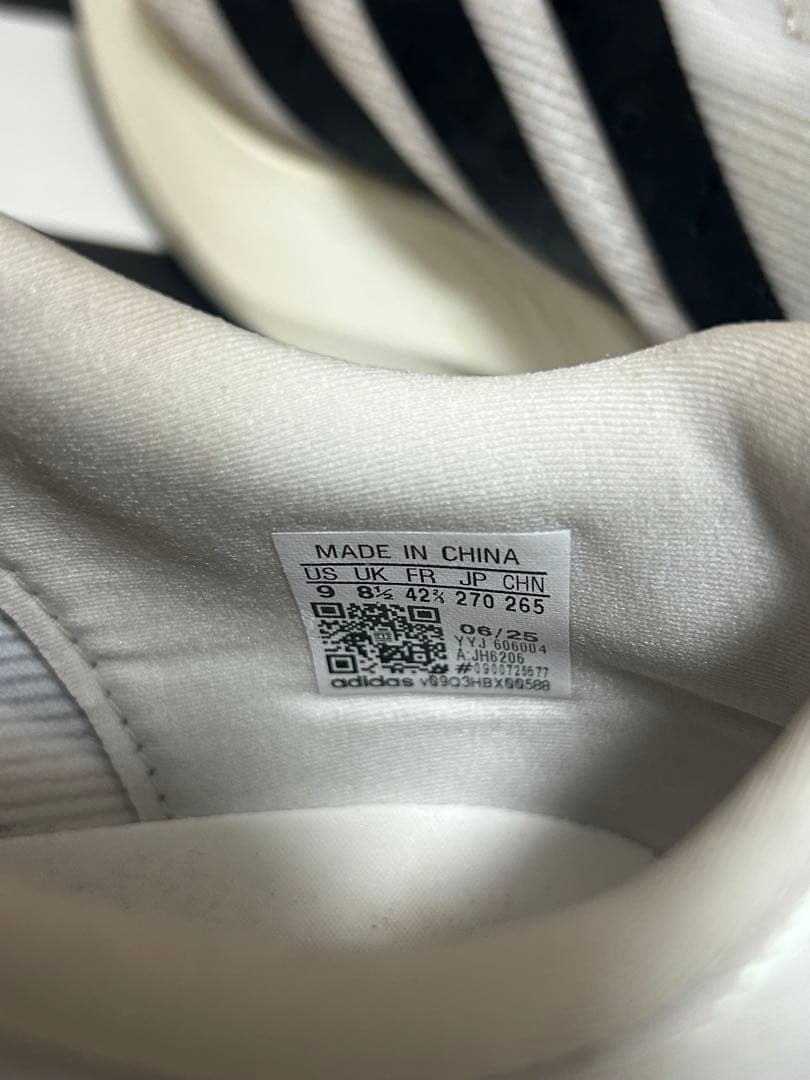 MADE IN CHINA
US UK FR JP CHN
9 8½ 42⅔ 270 265
06/25
YYJ 606004
A:JH6206
#0900725677
adidas v09Q3HBX00588